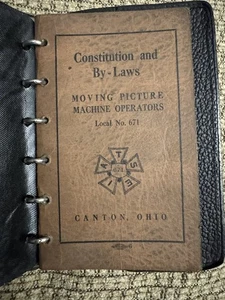 Constitution and
By-Laws
MOVING PICTURE
MACHINE OPERATORS
Local No. 671
I A T S E
CANTON, OHIO